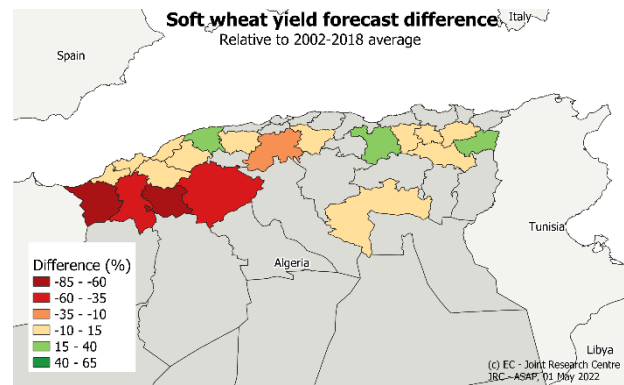 Soft wheat yield forecast difference
Relative to 2002-2018 average
Italy
Spain
Tunisia
Algeria
Libya
Difference (%)
-85 - -60
-60 - -35
-35 - -10
-10 - 15
15 - 40
40 - 65
(c) EC - Joint Research Centre
JRC - ASAP, 01 May 2022